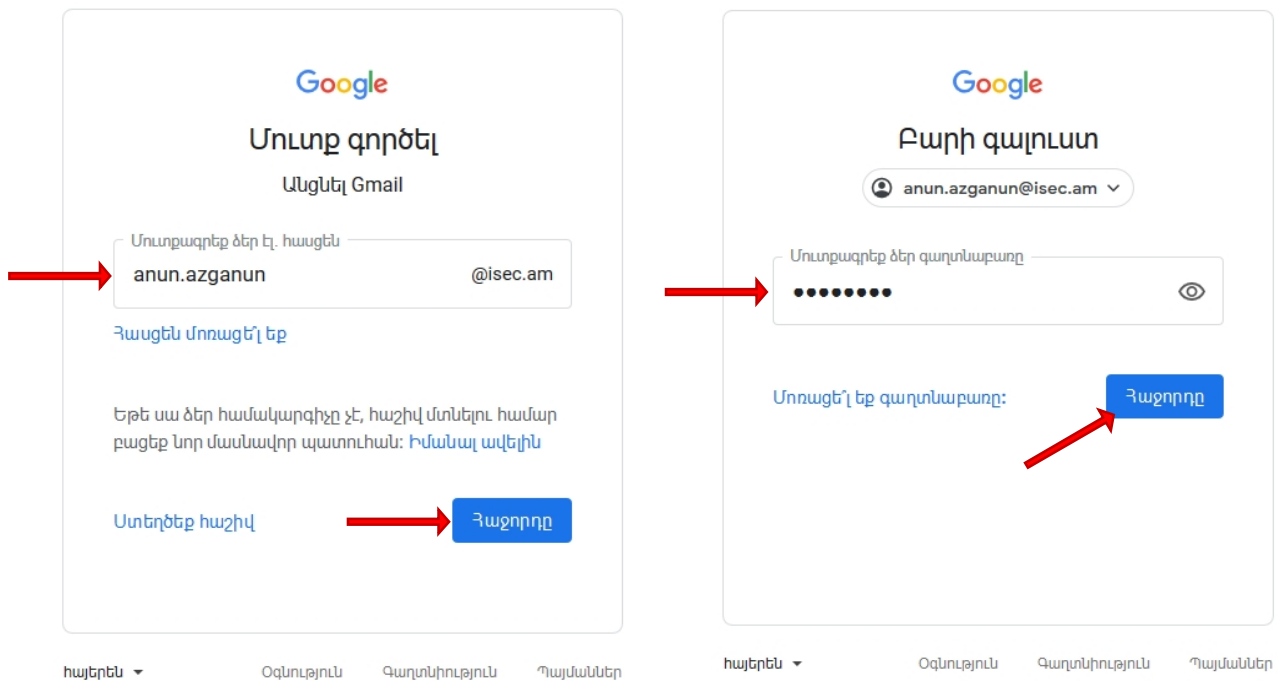 Google
Մուտք գործել
Անցնել Gmail
Մուտքագրեք ձեր էլ. հասցեն
anun.azganun @isec.am
Հասցեն մոռացե՞լ եք
Եթե սա ձեր համակարգիչը չէ, հաշիվ մտնելու համար
բացեք նոր մասնավոր պատուհան: Իմանալ ավելին
Ստեղծեք հաշիվ Հաջորդը
հայերեն Օգնություն Գաղտնիություն Պայմաններ
Google
Բարի գալուստ
anun.azganun@isec.am
Մուտքագրեք ձեր գաղտնաբառը
••••••••
Մոռացե՞լ եք գաղտնաբառը: Հաջորդը
հայերեն Օգնություն Գաղտնիություն Պայմաններ